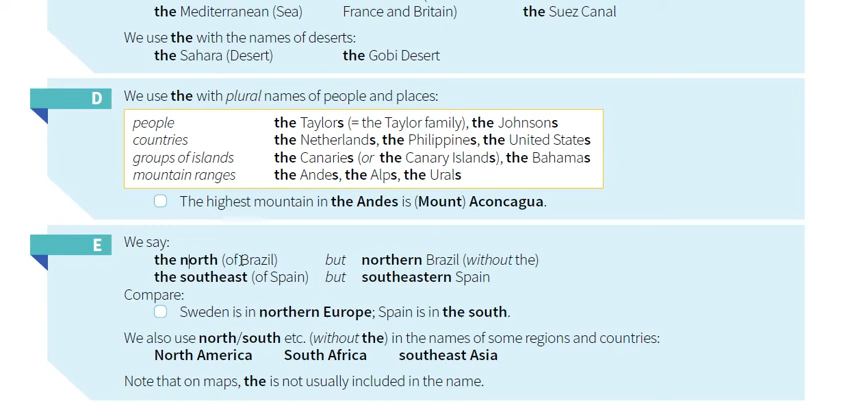 the Mediterranean (Sea) France and Britain) the Suez Canal
We use the with the names of deserts:
the Sahara (Desert) the Gobi Desert
D We use the with plural names of people and places:
people the Taylors (= the Taylor family), the Johnsons
countries the Netherlands, the Philippines, the United States
groups of islands the Canaries (or the Canary Islands), the Bahamas
mountain ranges the Andes, the Alps, the Urals
The highest mountain in the Andes is (Mount) Aconcagua.
E We say:
the north (of Brazil) but northern Brazil (without the)
the southeast (of Spain) but southeastern Spain
Compare:
Sweden is in northern Europe; Spain is in the south.
We also use north/south etc. (without the) in the names of some regions and countries:
North America South Africa southeast Asia
Note that on maps, the is not usually included in the name.